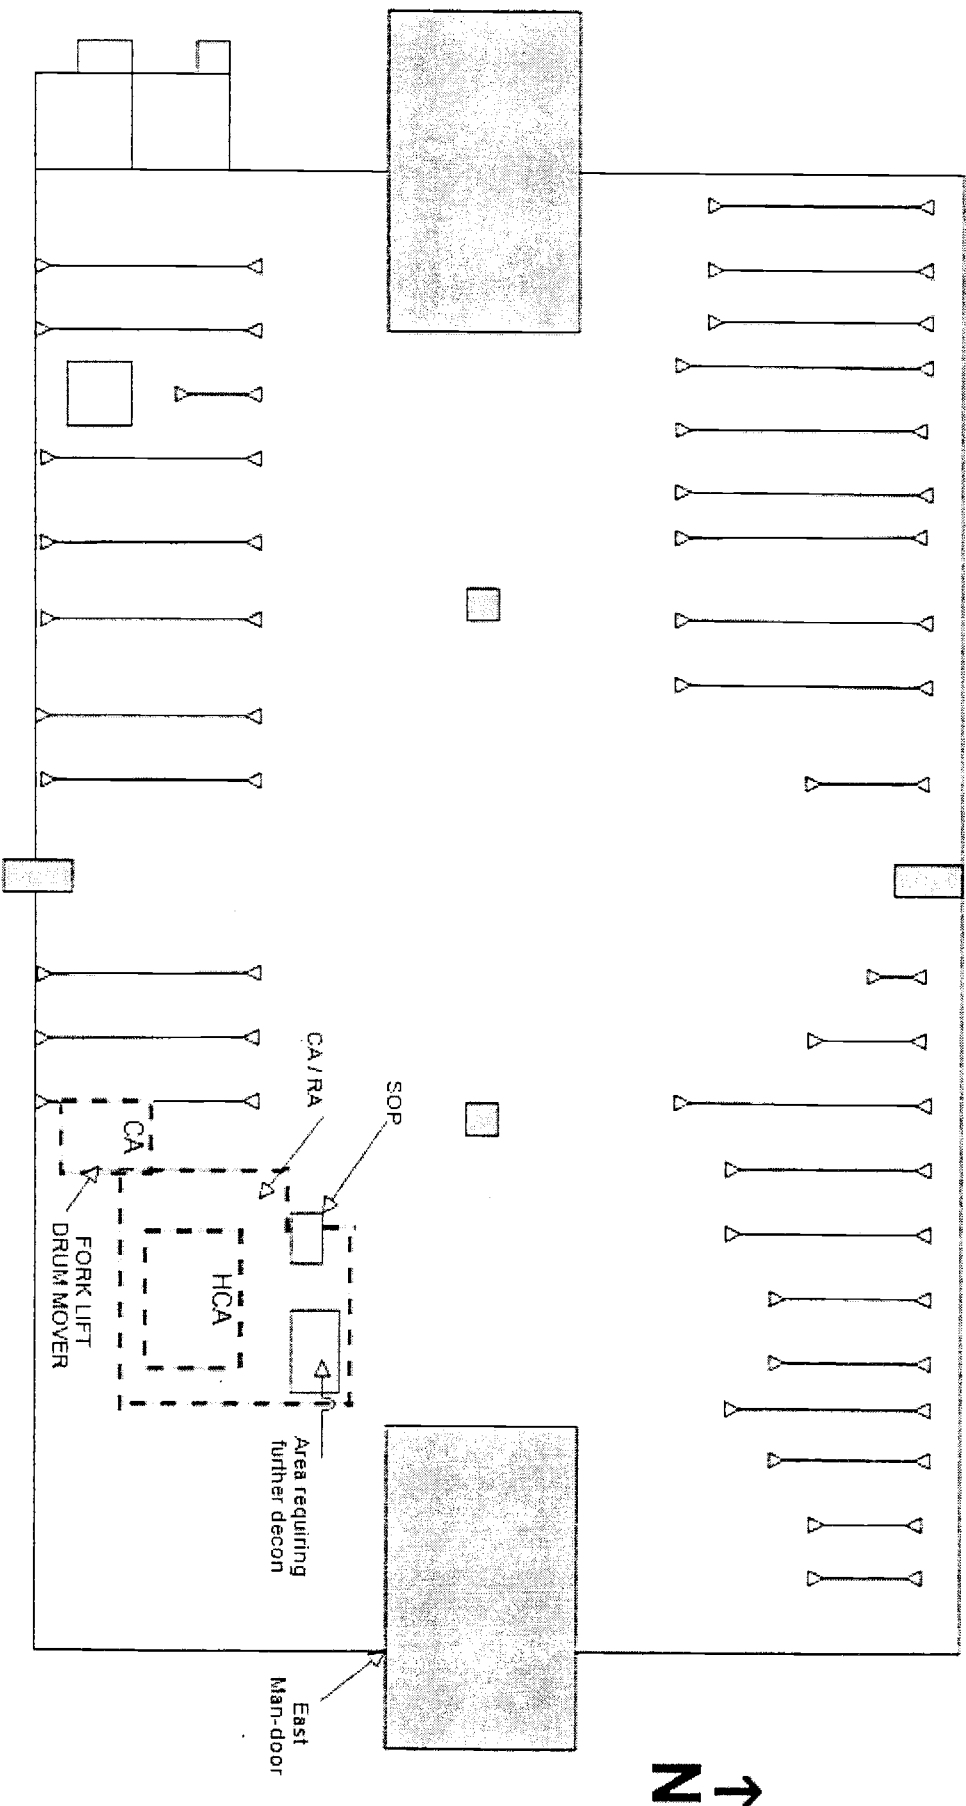 SOP
CA / RA
CA
HCA
FORK LIFT
DRUM MOVER
Area requiring
further decon
East
Man-door
N